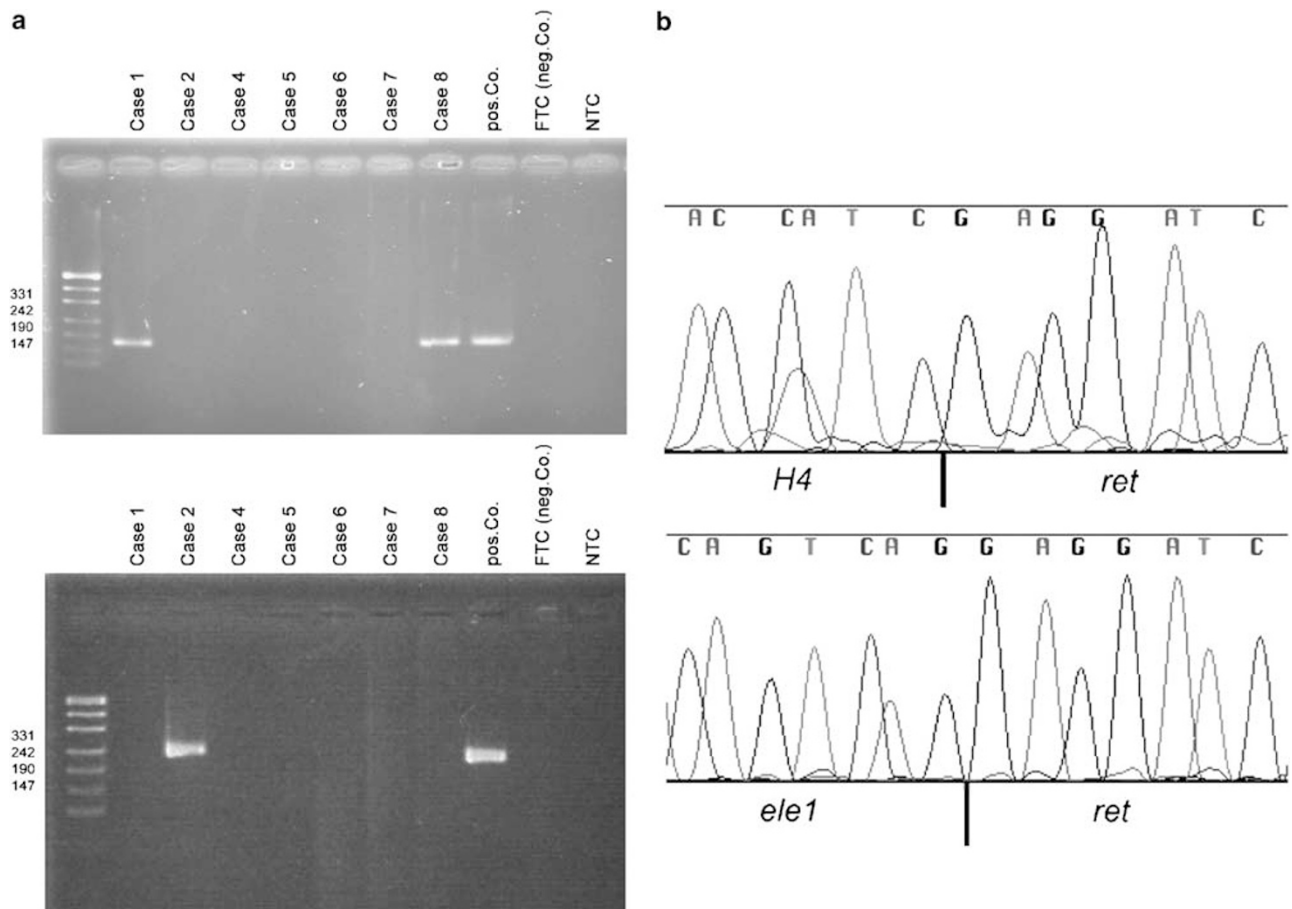 a
Case 1
Case 2
Case 4
Case 5
Case 6
Case 7
Case 8
pos.Co.
FTC (neg.Co.)
NTC
331
242
190
147
Case 1
Case 2
Case 4
Case 5
Case 6
Case 7
Case 8
pos.Co.
FTC (neg.Co.)
NTC
331
242
190
147
b
A C C A T C G A G G A T C
H4 ret
C A G T C A G G A G G A T C
ele1 ret